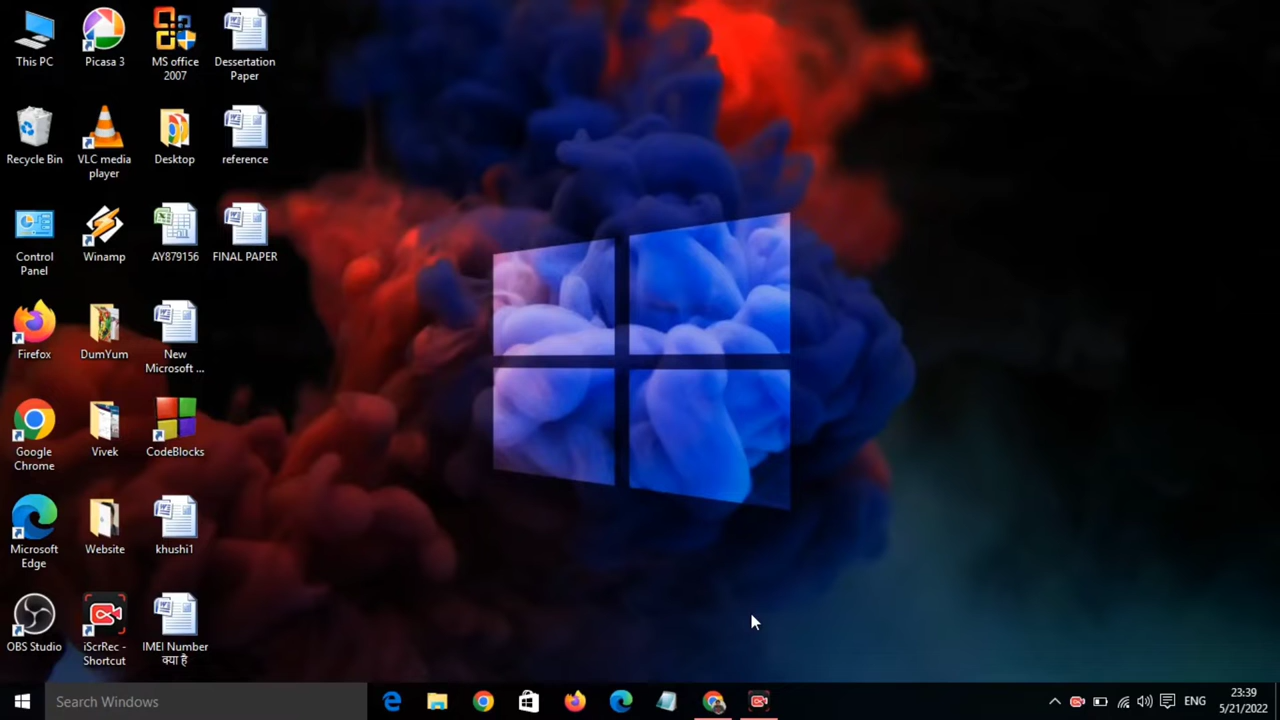 This PC
Picasa 3
MS office
2007
Dessertation
Paper
Recycle Bin
VLC media
player
Desktop
reference
Control
Panel
Winamp
AY879156
FINAL PAPER
Firefox
DumYum
New
Microsoft ...
Google
Chrome
Vivek
CodeBlocks
Microsoft
Edge
Website
khushi1
OBS Studio
iScrRec -
Shortcut
IMEI Number
क्या है
Search Windows
ENG
23:39
5/21/2022